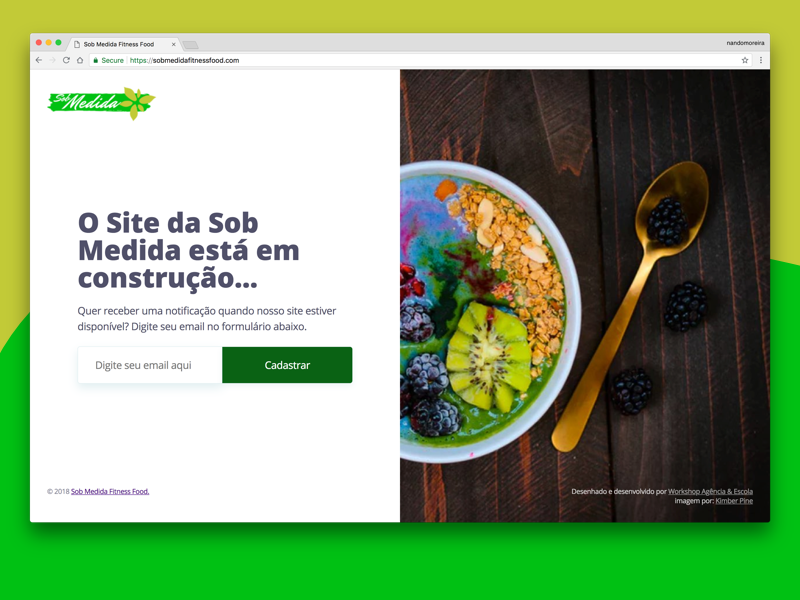 Sob Medida Fitness Food
nandomoreira
Secure
https://sobmedidafitnessfood.com
Sob Medida
O Site da Sob
Medida está em
construção...
Quer receber uma notificação quando nosso site estiver
disponível? Digite seu email no formulário abaixo.
Digite seu email aqui
Cadastrar
© 2018 Sob Medida Fitness Food.
Desenhado e desenvolvido por Workshop Agência & Escola
imagem por: Kimber Pine